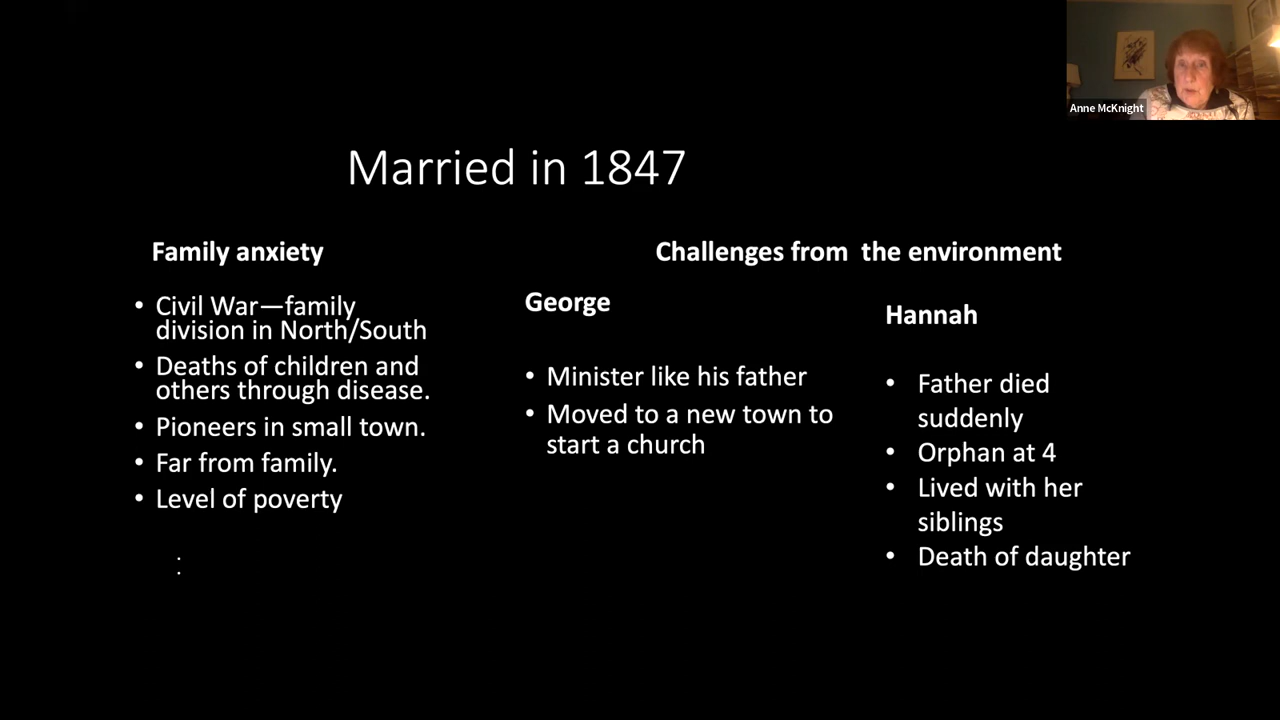 Anne McKnight
Married in 1847
Family anxiety
• Civil War—family
division in North/South
• Deaths of children and
others through disease.
• Pioneers in small town.
• Far from family.
• Level of poverty
:
Challenges from  the environment
George
• Minister like his father
• Moved to a new town to
start a church
Hannah
• Father died
suddenly
• Orphan at 4
• Lived with her
siblings
• Death of daughter